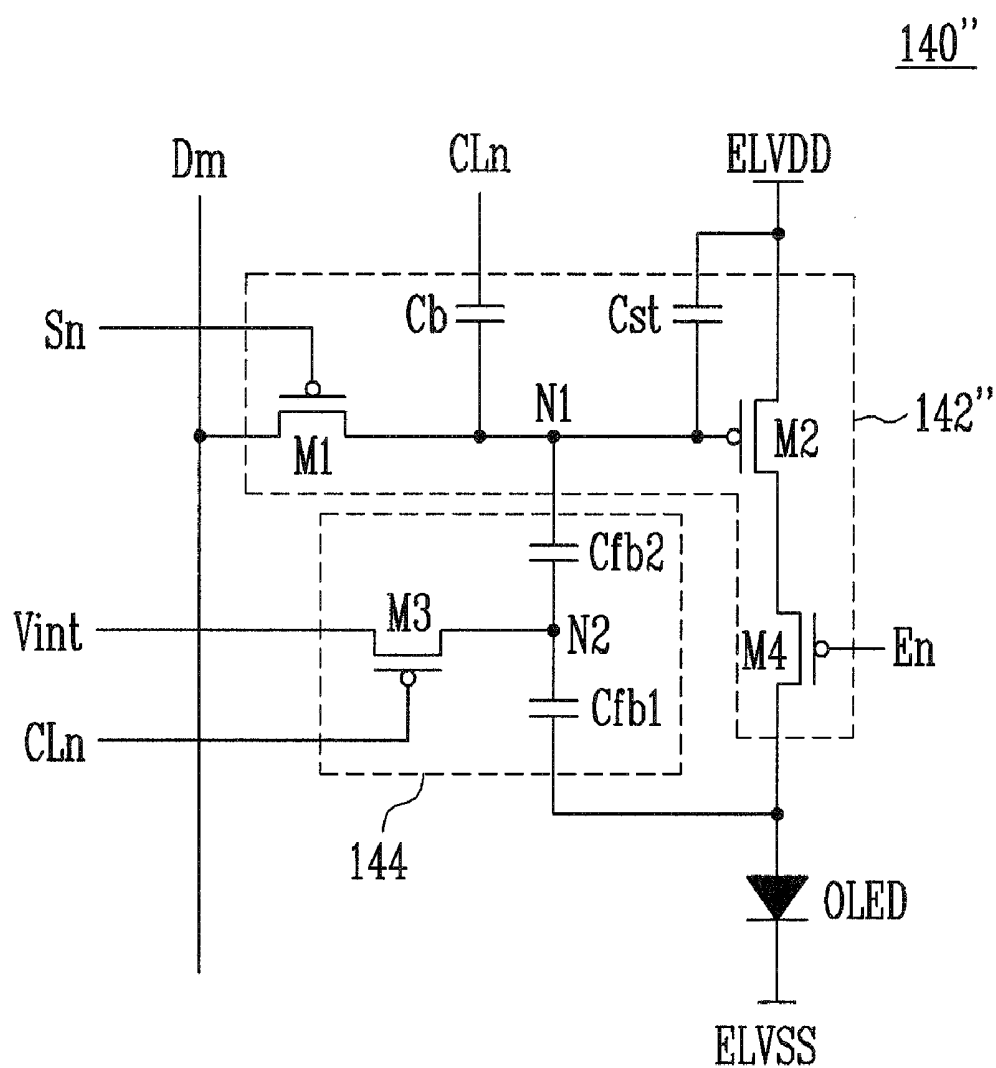 140"
Dm
CLn
ELVDD
Sn
Cb
Cst
N1
M1
M2
142"
Cfb2
Vint
M3
N2
M4
En
CLn
Cfb1
144
OLED
ELVSS